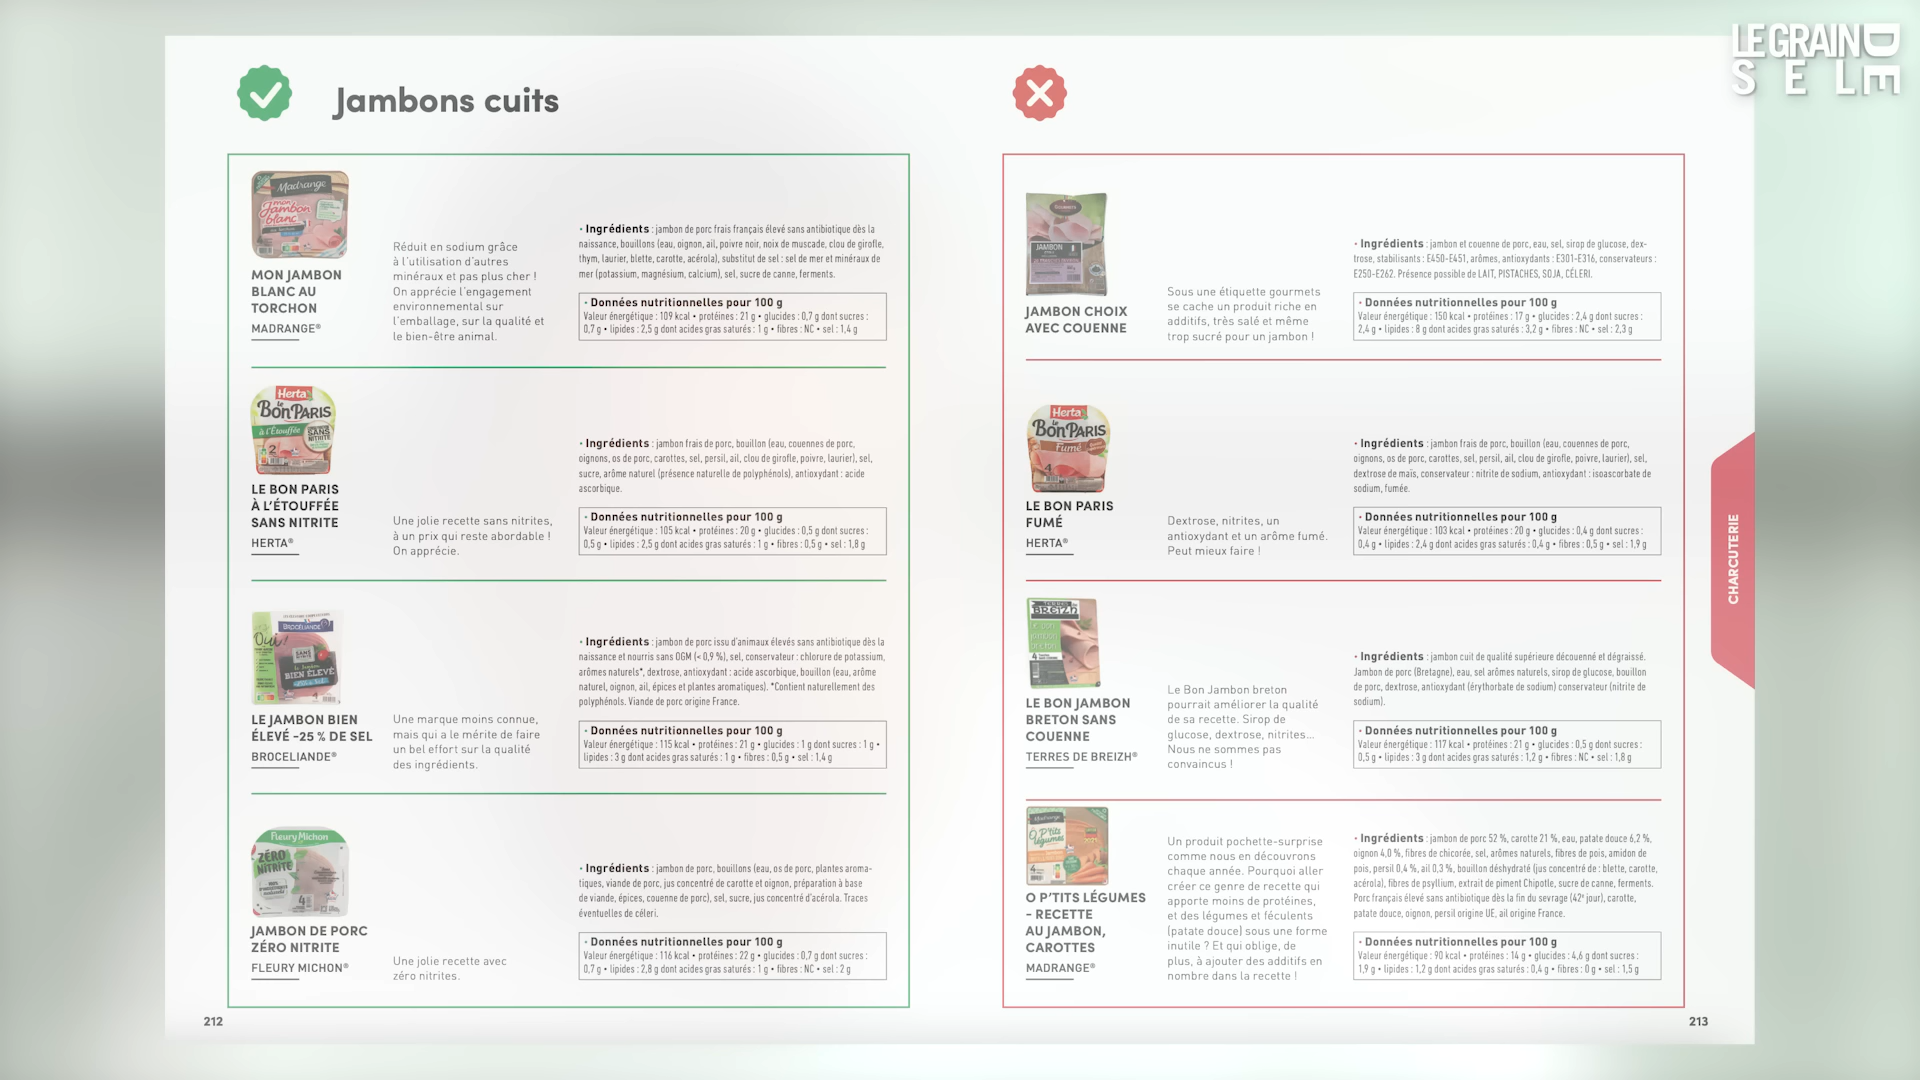 LE GRAIN DE
SEL
Jambons cuits
Madrange
mon
Jambon
blanc
MON JAMBON
BLANC AU
TORCHON
MADRANGE®
Réduit en sodium grâce
à l'utilisation d'autres
minéraux et pas plus cher !
On apprécie l'engagement
environnemental sur
l'emballage, sur la qualité et
le bien-être animal.
• Ingrédients : jambon de porc frais français élevé sans antibiotique dès la
naissance, bouillons (eau, oignon, ail, poivre noir, noix de muscade, clou de girofle,
thym, laurier, blette, carotte, acérola), substitut de sel : sel de mer et minéraux de
mer (potassium, magnésium, calcium), sel, sucre de canne, ferments.
• Données nutritionnelles pour 100 g
Valeur énergétique : 109 kcal • protéines : 21 g • glucides : 0,7 g dont sucres :
0,7 g • lipides : 2,5 g dont acides gras saturés : 1 g • fibres : NC • sel : 1,4 g
Herta
le
Bon PARIS
à l'Étouffée
SANS
NITRITE
2
LE BON PARIS
À L'ÉTOUFFÉE
SANS NITRITE
HERTA®
Une jolie recette sans nitrites,
à un prix qui reste abordable !
On apprécie.
• Ingrédients : jambon frais de porc, bouillon (eau, couennes de porc,
oignons, os de porc, carottes, sel, persil, ail, clou de girofle, poivre, laurier), sel,
sucre, arôme naturel (présence naturelle de polyphénols), antioxydant : acide
ascorbique.
• Données nutritionnelles pour 100 g
Valeur énergétique : 105 kcal • protéines : 20 g • glucides : 0,5 g dont sucres :
0,5 g • lipides : 2,5 g dont acides gras saturés : 1 g • fibres : 0,5 g • sel : 1,8 g
BROCÉLIANDE
Oui !
SANS
NITRITE
le Jambon
BIEN ÉLEVÉ
4
LE JAMBON BIEN
ÉLEVÉ -25 % DE SEL
BROCELIANDE®
Une marque moins connue,
mais qui a le mérite de faire
un bel effort sur la qualité
des ingrédients.
• Ingrédients : jambon de porc issu d'animaux élevés sans antibiotique dès la
naissance et nourris sans OGM (< 0,9 %), sel, conservateur : chlorure de potassium,
arômes naturels*, dextrose, antioxydant : acide ascorbique, bouillon (eau, arôme
naturel, oignon, ail, épices et plantes aromatiques). *Contient naturellement des
polyphénols. Viande de porc origine France.
• Données nutritionnelles pour 100 g
Valeur énergétique : 115 kcal • protéines : 21 g • glucides : 1 g dont sucres : 1 g •
lipides : 3 g dont acides gras saturés : 1 g • fibres : 0,5 g • sel : 1,4 g
Fleury Michon
ZÉRO
NITRITE
4
JAMBON DE PORC
ZÉRO NITRITE
FLEURY MICHON®
Une jolie recette avec
zéro nitrites.
• Ingrédients : jambon de porc, bouillons (eau, os de porc, plantes aroma-
tiques, viande de porc, jus concentré de carotte et oignon, préparation à base
de viande, épices, couenne de porc), sel, sucre, jus concentré d'acérola. Traces
éventuelles de céleri.
• Données nutritionnelles pour 100 g
Valeur énergétique : 116 kcal • protéines : 22 g • glucides : 0,7 g dont sucres :
0,7 g • lipides : 2,8 g dont acides gras saturés : 1 g • fibres : NC • sel : 2 g
212
JAMBON
JAMBON CHOIX
AVEC COUENNE
Sous une étiquette gourmets
se cache un produit riche en
additifs, très salé et même
trop sucré pour un jambon !
• Ingrédients : jambon et couenne de porc, eau, sel, sirop de glucose, dex-
trose, stabilisants : E450-E451, arômes, antioxydants : E301-E316, conservateurs :
E250-E262. Présence possible de LAIT, PISTACHES, SOJA, CÉLERI.
• Données nutritionnelles pour 100 g
Valeur énergétique : 150 kcal • protéines : 17 g • glucides : 2,4 g dont sucres :
2,4 g • lipides : 8 g dont acides gras saturés : 3,2 g • fibres : NC • sel : 2,3 g
Herta
le
Bon PARIS
Fumé
4
LE BON PARIS
FUMÉ
HERTA®
Dextrose, nitrites, un
antioxydant et un arôme fumé.
Peut mieux faire !
• Ingrédients : jambon frais de porc, bouillon (eau, couennes de porc,
oignons, os de porc, carottes, sel, persil, ail, clou de girofle, poivre, laurier), sel,
dextrose de maïs, conservateur : nitrite de sodium, antioxydant : isoascorbate de
sodium, fumée.
• Données nutritionnelles pour 100 g
Valeur énergétique : 103 kcal • protéines : 20 g • glucides : 0,4 g dont sucres :
0,4 g • lipides : 2,4 g dont acides gras saturés : 0,4 g • fibres : 0,5 g • sel : 1,9 g
BREIZH
4
LE BON JAMBON
BRETON SANS
COUENNE
TERRES DE BREIZH®
Le Bon Jambon breton
pourrait améliorer la qualité
de sa recette. Sirop de
glucose, dextrose, nitrites...
Nous ne sommes pas
convaincus !
• Ingrédients : jambon cuit de qualité supérieure découenné et dégraissé.
Jambon de porc (Bretagne), eau, sel arômes naturels, sirop de glucose, bouillon
de porc, dextrose, antioxydant (érythorbate de sodium) conservateur (nitrite de
sodium).
• Données nutritionnelles pour 100 g
Valeur énergétique : 117 kcal • protéines : 21 g • glucides : 0,5 g dont sucres :
0,5 g • lipides : 3 g dont acides gras saturés : 1,2 g • fibres : NC • sel : 1,8 g
Madrange
Ô P'tits
légumes
4
O P'TITS LÉGUMES
- RECETTE
AU JAMBON,
CAROTTES
MADRANGE®
Un produit pochette-surprise
comme nous en découvrons
chaque année. Pourquoi aller
créer ce genre de recette qui
apporte moins de protéines,
et des légumes et féculents
(patate douce) sous une forme
inutile ? Et qui oblige, de
plus, à ajouter des additifs en
nombre dans la recette !
• Ingrédients : jambon de porc 52 %, carotte 21 %, eau, patate douce 6,2 %,
oignon 4,0 %, fibres de chicorée, sel, arômes naturels, fibres de pois, amidon de
pois, persil 0,4 %, ail 0,3 %, bouillon déshydraté (jus concentré de : blette, carotte,
acérola), fibres de psyllium, extrait de piment Chipotle, sucre de canne, ferments.
Porc français élevé sans antibiotique dès la fin du sevrage (42e jour), carotte,
patate douce, oignon, persil origine UE, ail origine France.
• Données nutritionnelles pour 100 g
Valeur énergétique : 90 kcal • protéines : 14 g • glucides : 4,6 g dont sucres :
1,9 g • lipides : 1,2 g dont acides gras saturés : 0,4 g • fibres : 0 g • sel : 1,5 g
CHARCUTERIE
213